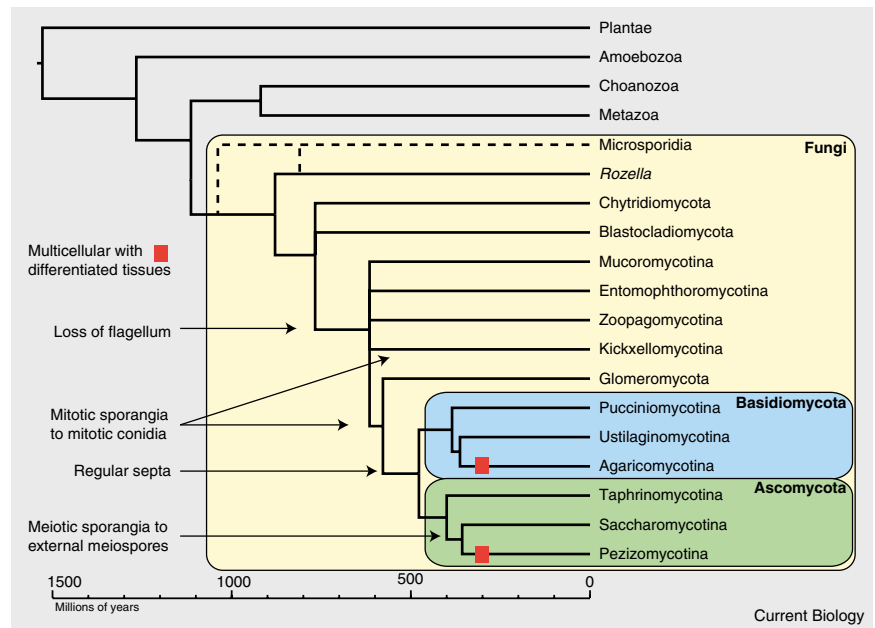 Plantae
Amoebozoa
Choanozoa
Metazoa
Microsporidia
Fungi
Rozella
Chytridiomycota
Blastocladiomycota
Multicellular with
differentiated tissues
Mucoromycotina
Entomophthoromycotina
Loss of flagellum
Zoopagomycotina
Kickxellomycotina
Glomeromycota
Mitotic sporangia
to mitotic conidia
Basidiomycota
Pucciniomycotina
Ustilaginomycotina
Regular septa
Agaricomycotina
Ascomycota
Taphrinomycotina
Meiotic sporangia to
external meiospores
Saccharomycotina
Pezizomycotina
1500 1000 500 0
Millions of years
Current Biology